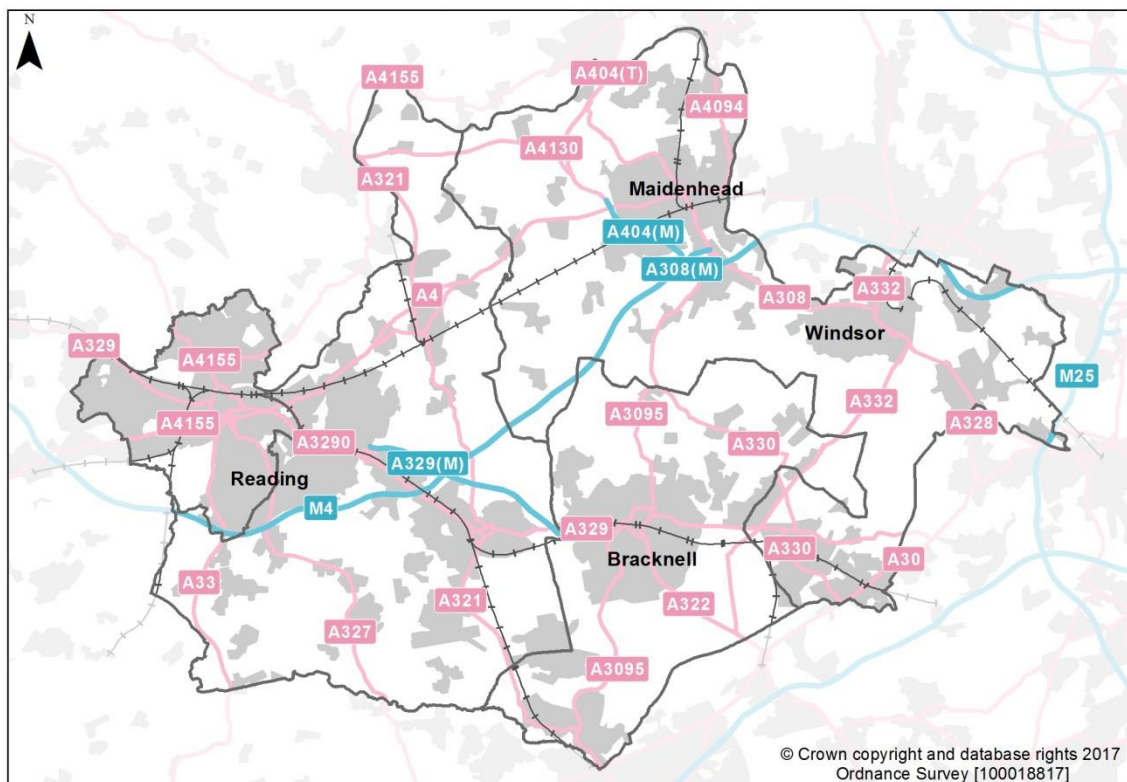 N
A4155
A404(T)
A4094
A4130
A321
Maidenhead
A404(M)
A308(M)
A4
A308
A332
Windsor
A329
A4155
M25
A332
A4155
A3095
A328
A3290
A330
A329(M)
Reading
M4
A329
A330
A30
Bracknell
A33
A321
A322
A327
A3095
© Crown copyright and database rights 2017
Ordnance Survey [100018817]